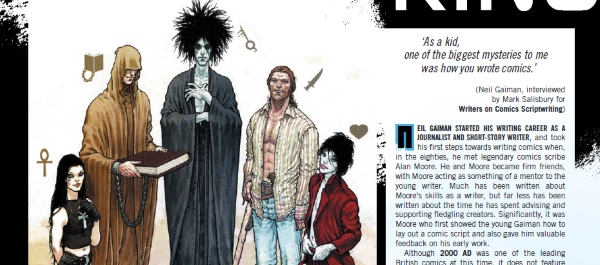 'As a kid,
one of the biggest mysteries to me
was how you wrote comics.'
(Neil Gaiman, interviewed
by Mark Salisbury for
Writers on Comics Scriptwriting)
NEIL GAIMAN STARTED HIS WRITING CAREER AS A
JOURNALIST AND SHORT-STORY WRITER, and took
his first steps towards writing comics when,
in the eighties, he met legendary comics scribe
Alan Moore. He and Moore became firm friends,
with Moore acting as something of a mentor to the
young writer. Much has been written about
Moore's skills as a writer, but far less has been
written about the time he has spent advising and
supporting fledgling creators. Significantly, it was
Moore who first showed the young Gaiman how to
lay out a comic script and also gave him valuable
feedback on his early work.
Although 2000 AD was one of the leading
British comics at this time, it does not feature